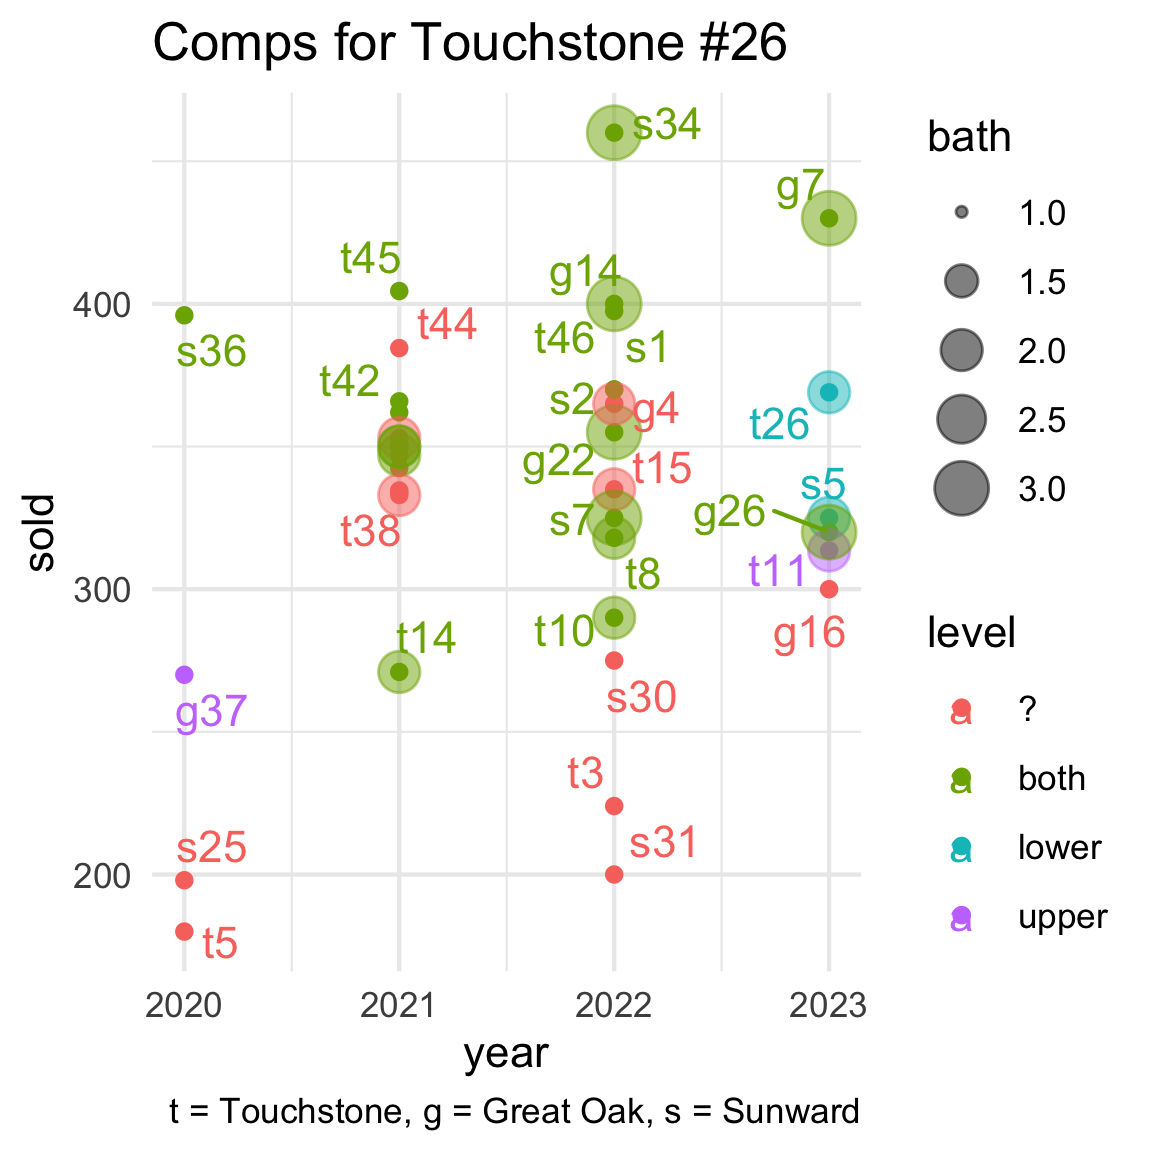 Comps for Touchstone #26
s34
g7
t45
g14
400
t44
t46
s1
s36
t42
s2
g4
t26
g22
t15
s5
g26
s7
t38
t8
t11
300
t10
g16
t14
s30
g37
t3
s25
s31
200
t5
sold
2020
2021
2022
2023
year
t = Touchstone, g = Great Oak, s = Sunward
bath
1.0
1.5
2.0
2.5
3.0
level
a ?
a both
a lower
a upper